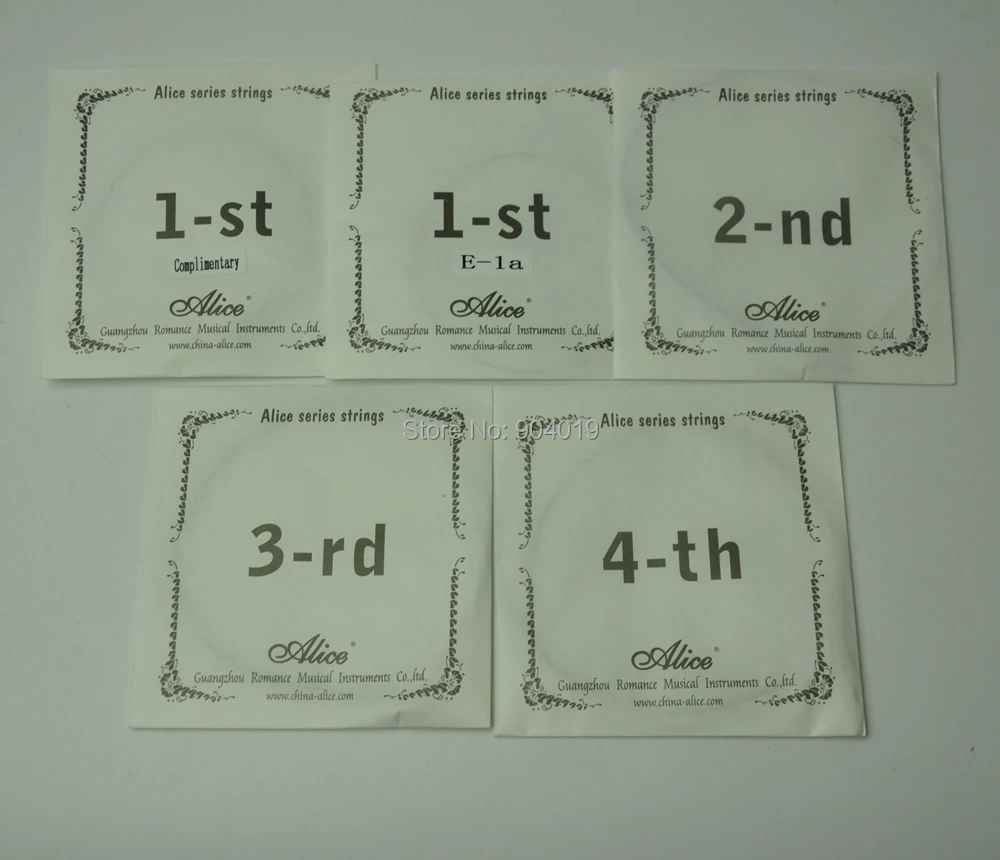 Alice series strings
1-st
Complimentary
Alice®
Guangzhou Romance Musical Instruments Co.,ltd.
www.china-alice.com
Alice series strings
1-st
E-1a
Alice®
Guangzhou Romance Musical Instruments Co.,ltd.
www.china-alice.com
Alice series strings
2-nd
Alice®
Guangzhou Romance Musical Instruments Co.,ltd.
www.china-alice.com
Alice series strings
3-rd
Alice®
Guangzhou Romance Musical Instruments Co.,ltd.
www.china-alice.com
Store No: 904019
Alice series strings
4-th
Alice®
Guangzhou Romance Musical Instruments Co.,ltd.
www.china-alice.com